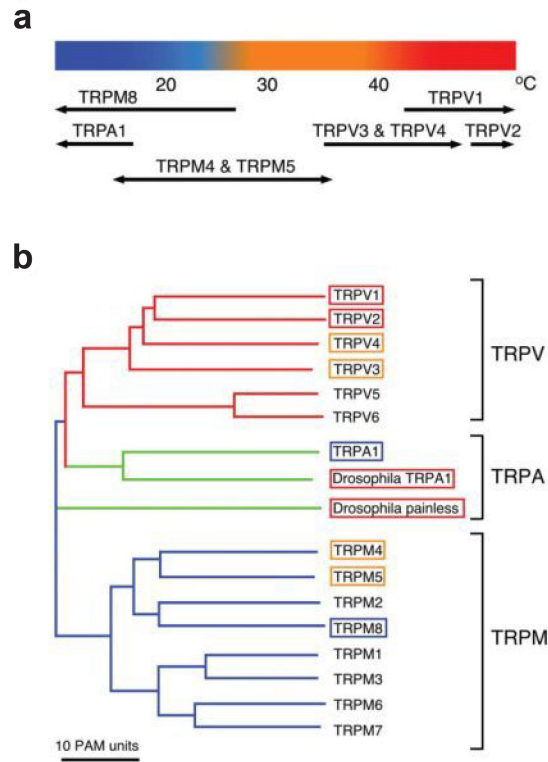 a
20 30 40 °C
TRPM8 TRPV1
TRPA1 TRPV3 & TRPV4 TRPV2
TRPM4 & TRPM5
b
TRPV1
TRPV2
TRPV4
TRPV3
TRPV5
TRPV6
TRPV
TRPA1
Drosophila TRPA1
Drosophila painless
TRPA
TRPM4
TRPM5
TRPM2
TRPM8
TRPM1
TRPM3
TRPM6
TRPM7
TRPM
10 PAM units